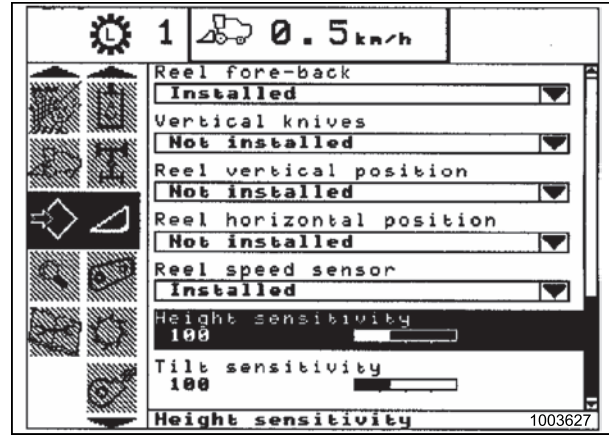 L 1 0.5km/h
Reel fore-back
Installed
Vertical knives
Not installed
Reel vertical position
Not installed
Reel horizontal position
Not installed
Reel speed sensor
Installed
Height sensitivity
100
Tilt sensitivity
100
Height sensitivity
1003627